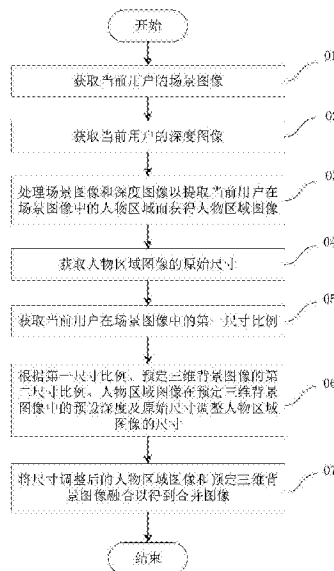 开始
获取当前用户的场景图像
01
获取当前用户的深度图像
02
处理场景图像和深度图像以提取当前用户在
场景图像中的人物区域而获得人物区域图像
03
获取人物区域图像的原始尺寸
04
获取当前用户在场景图像中的第一尺寸比例
05
根据第一尺寸比例、预定三维背景图像的第
二尺寸比例、人物区域图像在预定三维背景
图像中的预设深度及原始尺寸调整人物区域
图像的尺寸
06
将尺寸调整后的人物区域图像和预定三维背
景图像融合以得到合并图像
07
结束